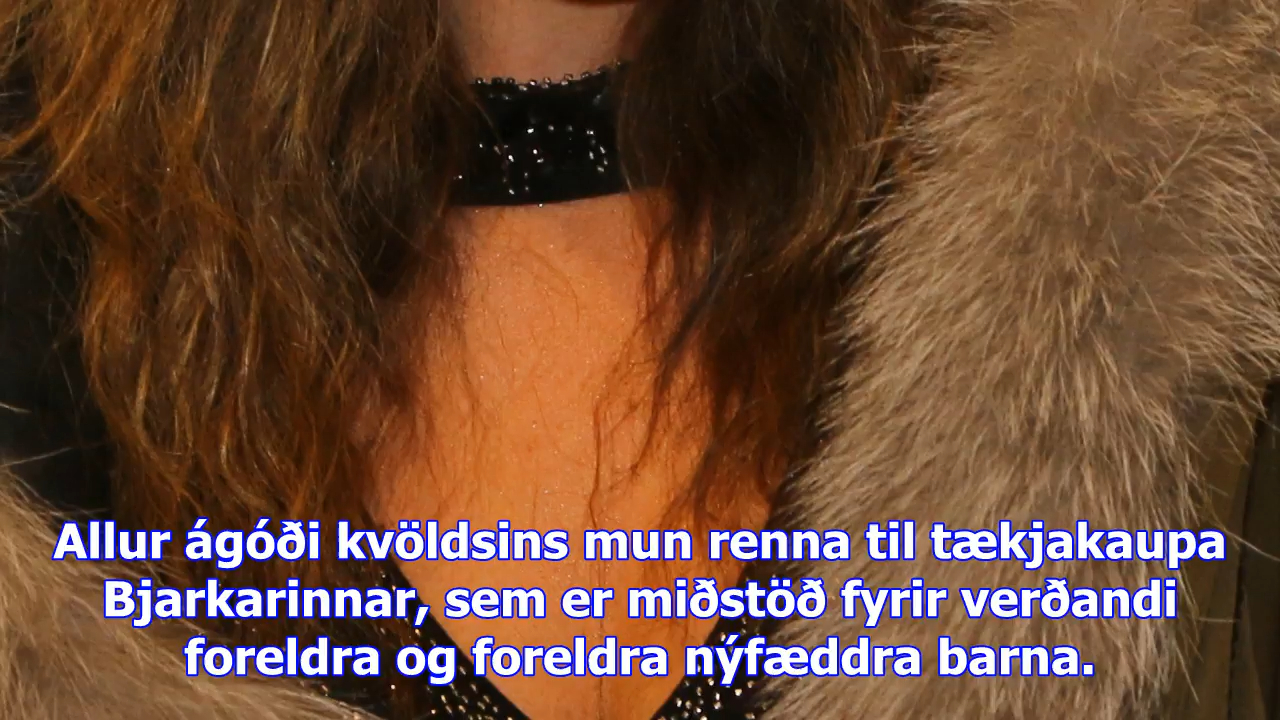 Allur ágóði kvöldsins mun renna til tækjakaupa
Bjarkarinnar, sem er miðstöð fyrir verðandi
foreldra og foreldra nýfæddra barna.